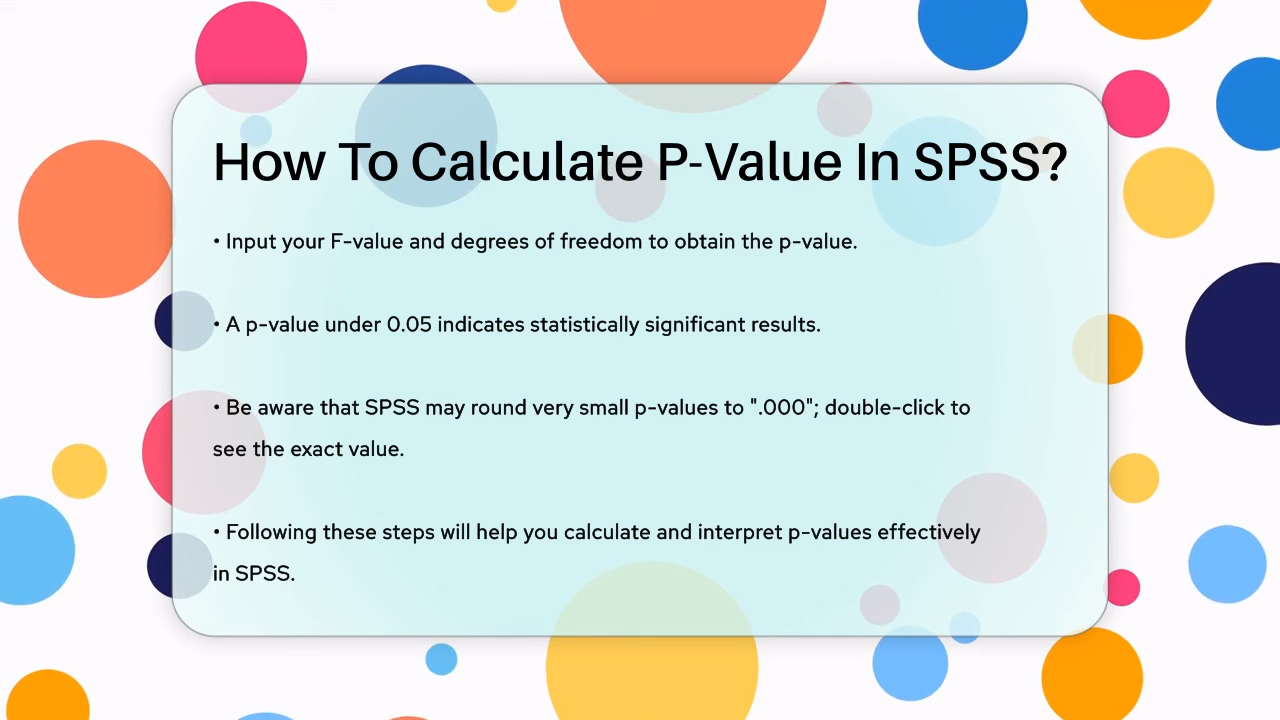 How To Calculate P-Value In SPSS?
• Input your F-value and degrees of freedom to obtain the p-value.
• A p-value under 0.05 indicates statistically significant results.
• Be aware that SPSS may round very small p-values to ".000"; double-click to
see the exact value.
• Following these steps will help you calculate and interpret p-values effectively
in SPSS.